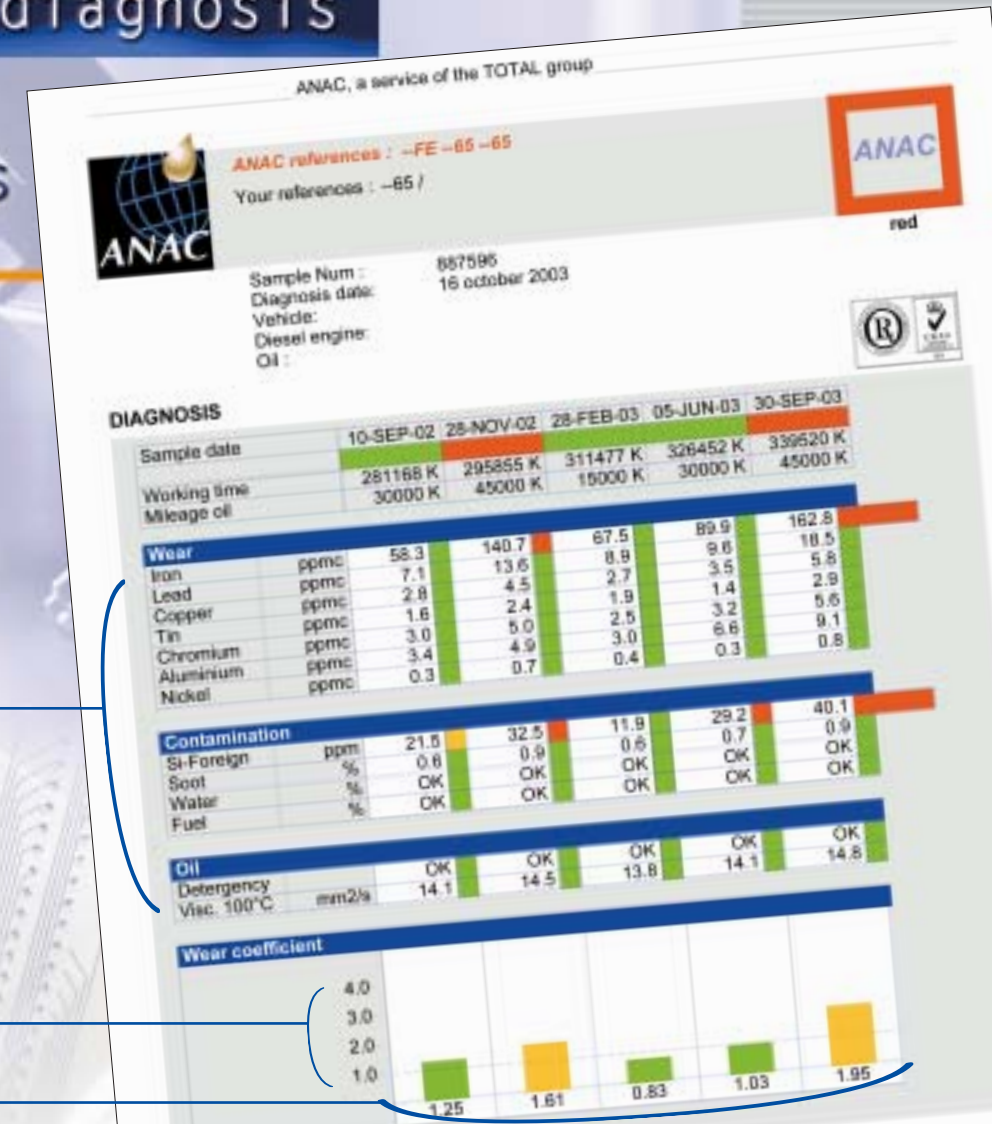 diagnosis
s
ANAC, a service of the TOTAL group
ANAC references : --FE --65 --65
Your references : --65 /
ANAC
ANAC
red
Sample Num : 887596
Diagnosis date: 16 october 2003
Vehicle:
Diesel engine:
Oil :
R
DIAGNOSIS
Sample date 10-SEP-02 28-NOV-02 28-FEB-03 05-JUN-03 30-SEP-03
Working time 281168 K 295855 K 311477 K 326452 K 339520 K
Mileage oil 30000 K 45000 K 15000 K 30000 K 45000 K
Wear
Iron ppmc 58.3 140.7 67.5 89.9 162.8
Lead ppmc 7.1 13.6 8.9 9.6 18.5
Copper ppmc 2.8 4.5 2.7 3.5 5.8
Tin ppmc 1.6 2.4 1.9 1.4 2.9
Chromium ppmc 3.0 5.0 2.5 3.2 5.6
Aluminium ppmc 3.4 4.9 3.0 6.6 9.1
Nickel ppmc 0.3 0.7 0.4 0.3 0.8
Contamination
Si-Foreign ppm 21.5 32.5 11.9 29.2 40.1
Soot % 0.6 0.9 0.6 0.7 0.9
Water % OK OK OK OK OK
Fuel % OK OK OK OK OK
Oil
Detergency OK OK OK OK OK
Visc. 100°C mm2/s 14.1 14.5 13.8 14.1 14.8
Wear coefficient
4.0
3.0
2.0
1.0
1.25 1.61 0.83 1.03 1.95